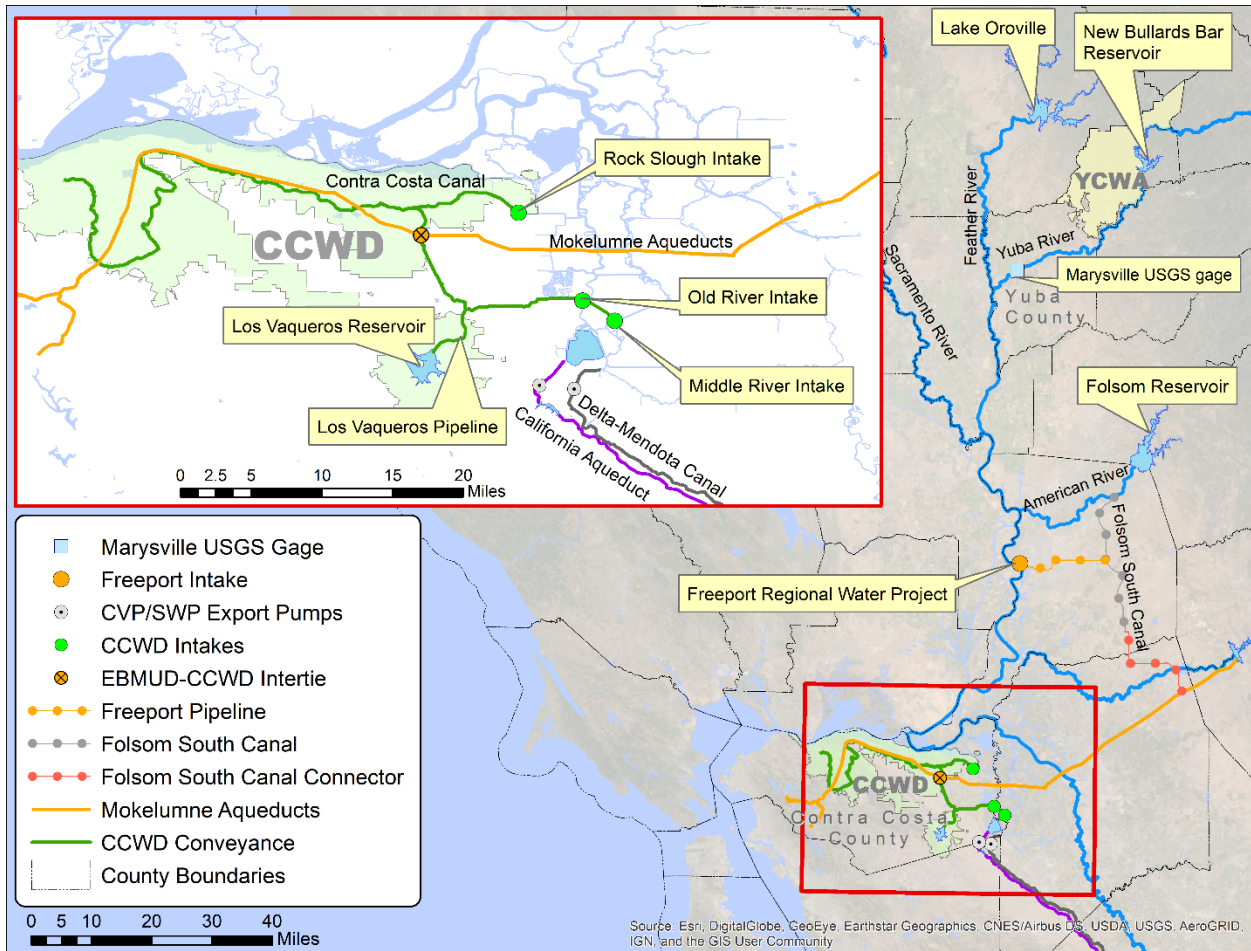 Lake Oroville
New Bullards Bar
Reservoir
YCWA
Feather River
Yuba River
Sacramento River
Marysville USGS gage
Yuba
County
Folsom Reservoir
American River
Folsom South Canal
Freeport Regional Water Project
CCWD
Contra Costa
County
Rock Slough Intake
Contra Costa Canal
CCWD
Mokelumne Aqueducts
Old River Intake
Los Vaqueros Reservoir
Middle River Intake
Los Vaqueros Pipeline
Delta-Mendota Canal
California Aqueduct
0 2.5 5 10 15 20
Miles
Marysville USGS Gage
Freeport Intake
CVP/SWP Export Pumps
CCWD Intakes
EBMUD-CCWD Intertie
Freeport Pipeline
Folsom South Canal
Folsom South Canal Connector
Mokelumne Aqueducts
CCWD Conveyance
County Boundaries
0 5 10 20 30 40
Miles
Source: Esri, DigitalGlobe, GeoEye, Earthstar Geographics, CNES/Airbus DS, USDA, USGS, AeroGRID,
IGN, and the GIS User Community